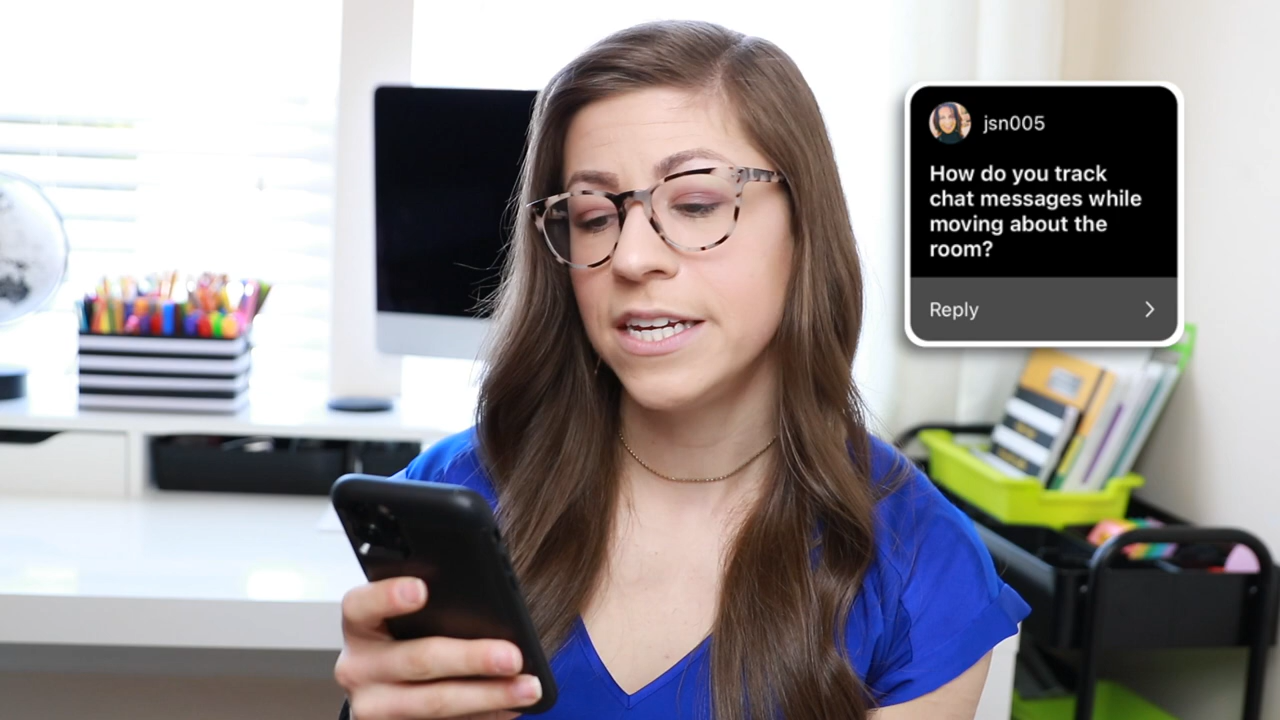 jsn005
How do you track
chat messages while
moving about the
room?
Reply